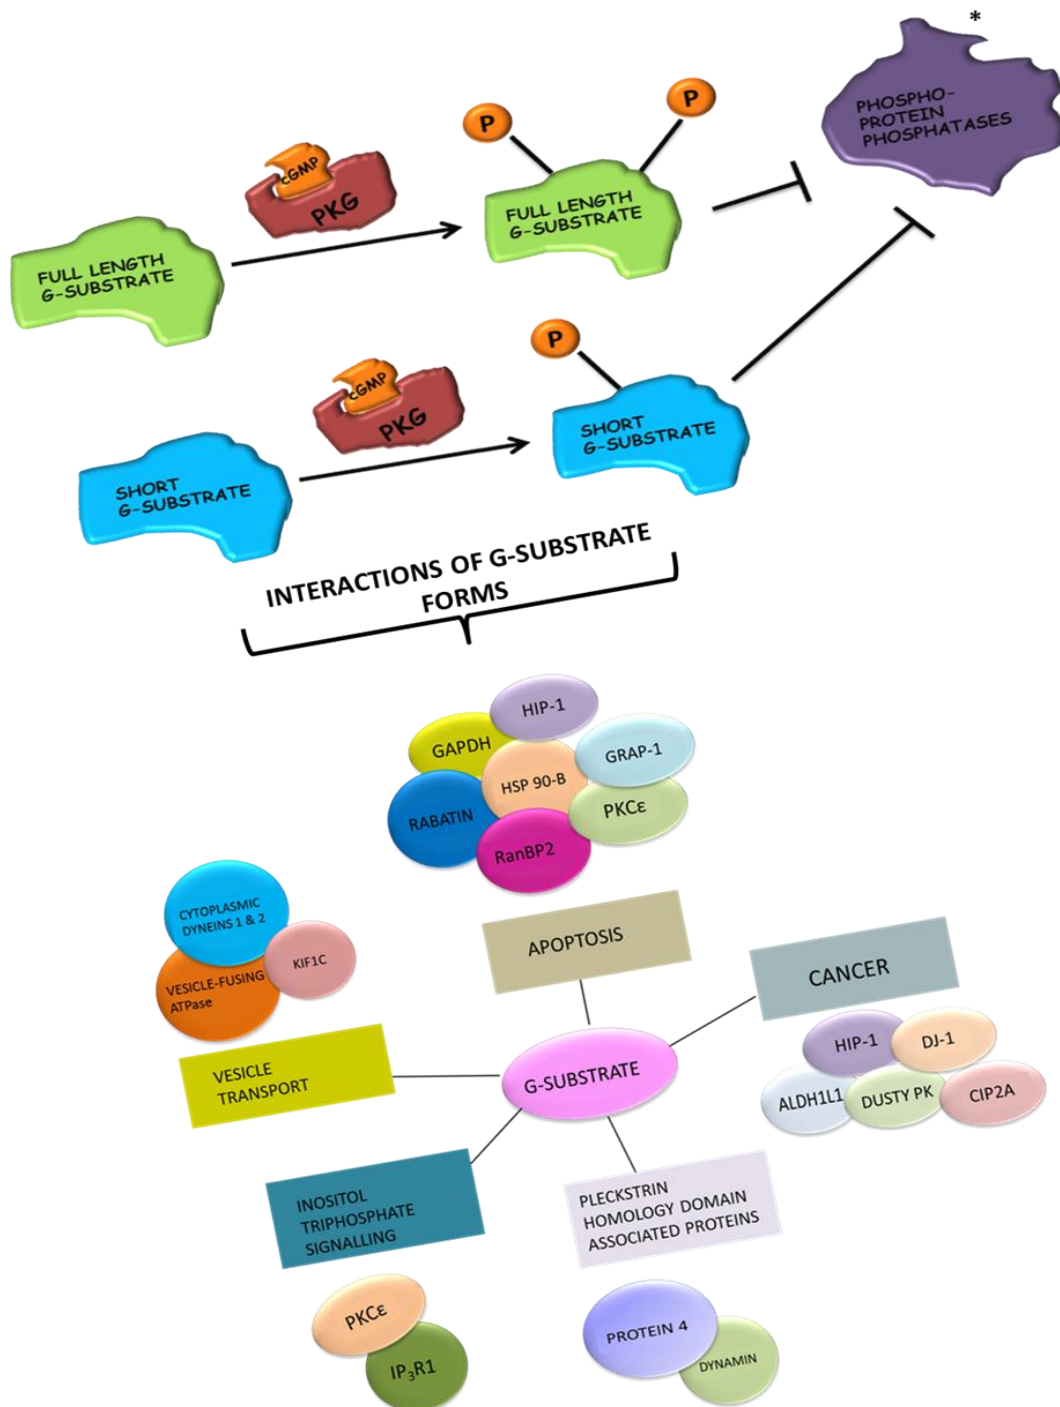 *
PHOSPHO-
PROTEIN
PHOSPHATASES
P
P
cGMP
PKG
FULL LENGTH
G-SUBSTRATE
FULL LENGTH
G-SUBSTRATE
P
cGMP
PKG
SHORT
G-SUBSTRATE
SHORT
G-SUBSTRATE
INTERACTIONS OF G-SUBSTRATE
FORMS
HIP-1
GAPDH
GRAP-1
HSP 90-B
RABATIN
PKCε
RanBP2
CYTOPLASMIC
DYNEINS 1 & 2
KIF1C
VESICLE-FUSING
ATPase
APOPTOSIS
CANCER
HIP-1
DJ-1
ALDH1L1
DUSTY PK
CIP2A
VESICLE
TRANSPORT
G-SUBSTRATE
INOSITOL
TRIPHOSPHATE
SIGNALLING
PLECKSTRIN
HOMOLOGY DOMAIN
ASSOCIATED PROTEINS
PKCε
IP₃R1
PROTEIN 4
DYNAMIN